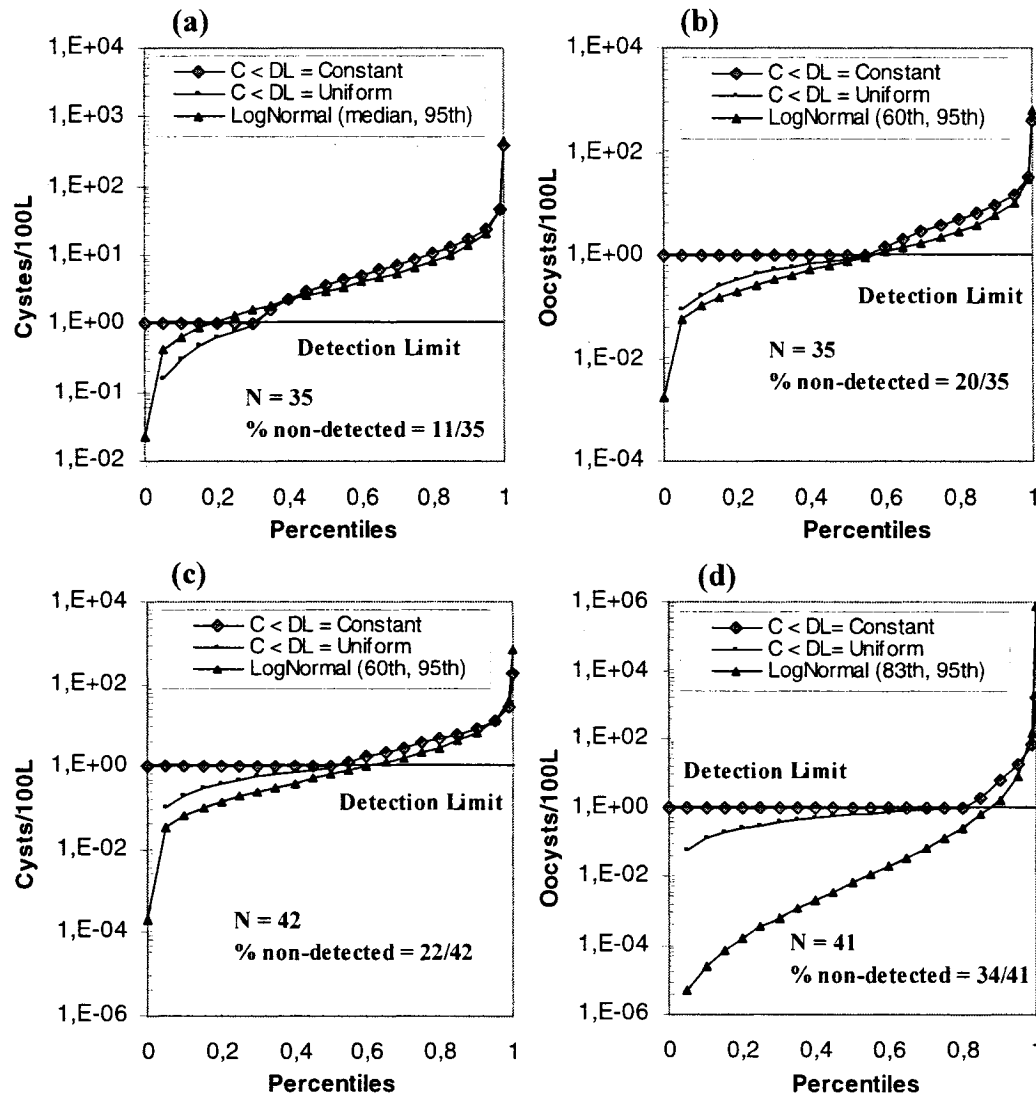 (a)
1,E+04
1,E+03
1,E+02
1,E+01
1,E+00
1,E-01
1,E-02
Cystes/100L
C < DL = Constant
C < DL = Uniform
LogNormal (median, 95th)
Detection Limit
N = 35
% non-detected = 11/35
0 0,2 0,4 0,6 0,8 1
Percentiles
(b)
1,E+04
1,E+02
1,E+00
1,E-02
1,E-04
Oocysts/100L
C < DL = Constant
C < DL = Uniform
LogNormal (60th, 95th)
Detection Limit
N = 35
% non-detected = 20/35
0 0,2 0,4 0,6 0,8 1
Percentiles
(c)
1,E+04
1,E+02
1,E+00
1,E-02
1,E-04
1,E-06
Cysts/100L
C < DL = Constant
C < DL = Uniform
LogNormal (60th, 95th)
Detection Limit
N = 42
% non-detected = 22/42
0 0,2 0,4 0,6 0,8 1
Percentiles
(d)
1,E+06
1,E+04
1,E+02
1,E+00
1,E-02
1,E-04
1,E-06
Oocysts/100L
C < DL= Constant
C < DL= Uniform
LogNormal (83th, 95th)
Detection Limit
N = 41
% non-detected = 34/41
0 0,2 0,4 0,6 0,8 1
Percentiles